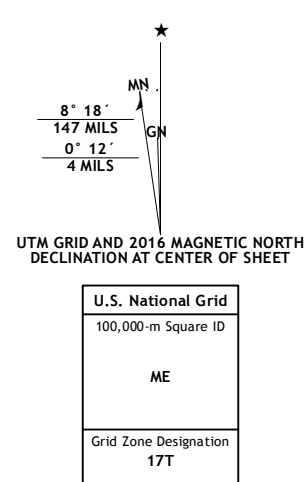 ★
MN
8° 18´
147 MILS
GN
0° 12´
4 MILS
UTM GRID AND 2016 MAGNETIC NORTH
DECLINATION AT CENTER OF SHEET
U.S. National Grid
100,000-m Square ID
ME
Grid Zone Designation
17T